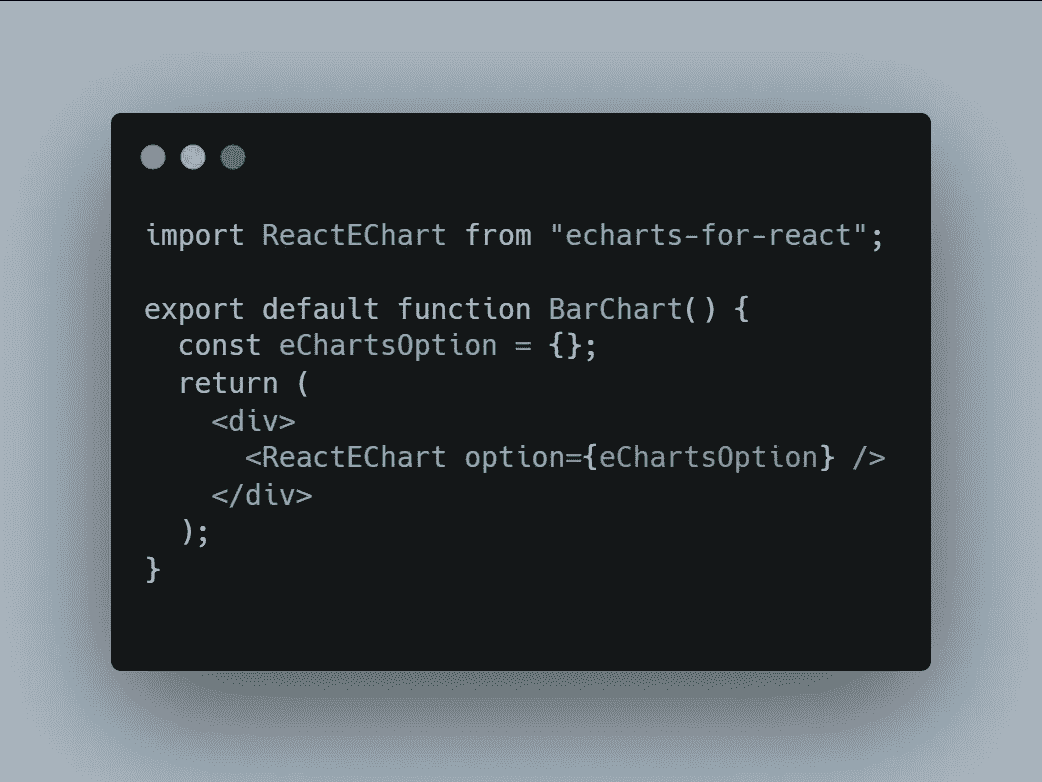 import ReactEChart from "echarts-for-react";
export default function BarChart() {
const eChartsOption = {};
return (
<div>
<ReactEChart option={eChartsOption} />
</div>
);
}